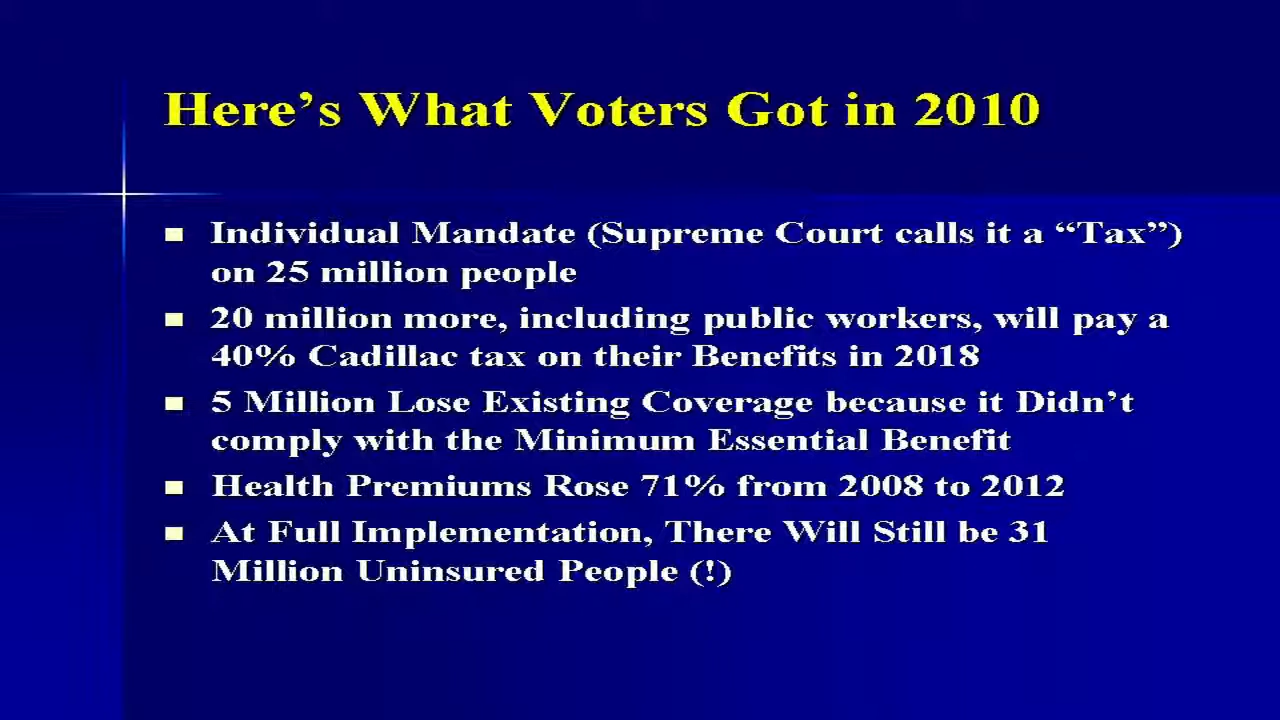 Here's What Voters Got in 2010
Individual Mandate (Supreme Court calls it a “Tax”)
on 25 million people
20 million more, including public workers, will pay a
40% Cadillac tax on their Benefits in 2018
5 Million Lose Existing Coverage because it Didn't
comply with the Minimum Essential Benefit
Health Premiums Rose 71% from 2008 to 2012
At Full Implementation, There Will Still be 31
Million Uninsured People (!)